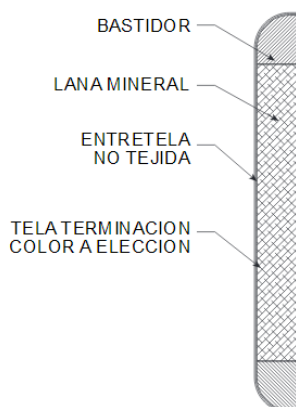 BASTIDOR
LANA MINERAL
ENTRETELA
NO TEJIDA
TELA TERMINACION
COLOR A ELECCION